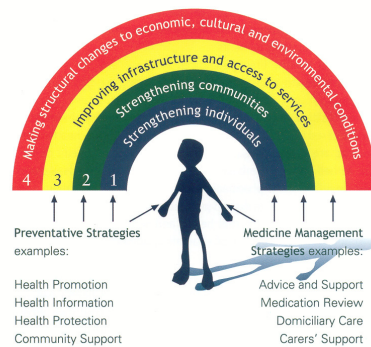 Making structural changes to economic, cultural and environmental conditions
Improving infrastructure and access to services
Strengthening communities
Strengthening individuals
4 3 2 1
Preventative Strategies
examples:
Health Promotion
Health Information
Health Protection
Community Support
Medicine Management
Strategies examples:
Advice and Support
Medication Review
Domiciliary Care
Carers' Support